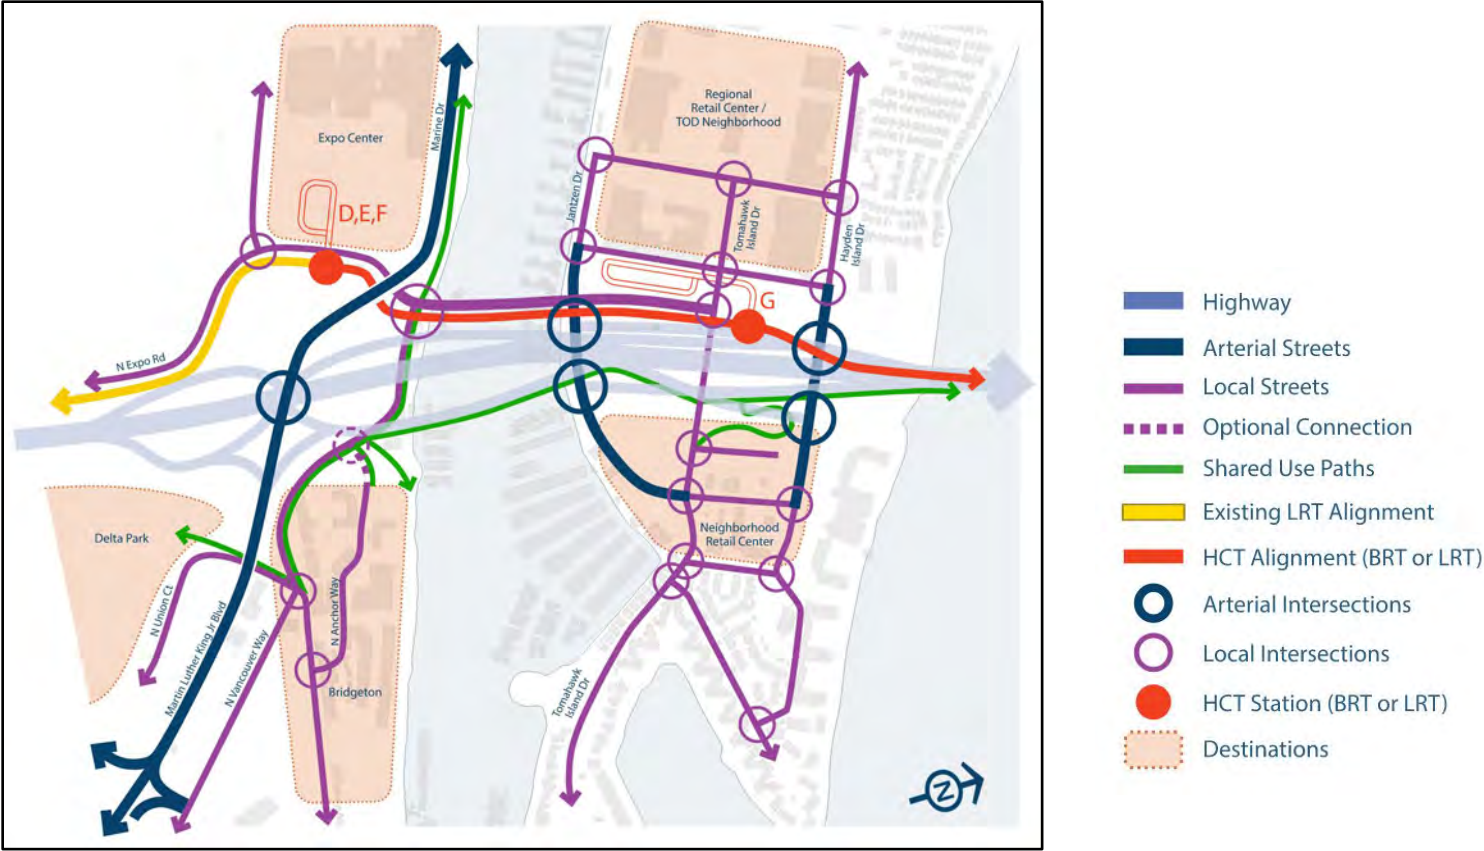 Regional
Retail Center /
TOD Neighborhood
Expo Center
Marine Dr
D,E,F
Jantzen Dr
Tomahawk
Island Dr
Hayden
Island Dr
G
N Expo Rd
Delta Park
N Union Ct
Martin Luther King Jr Blvd
N Vancouver Way
N Anchor Way
Bridgeton
Neighborhood
Retail Center
Tomahawk
Island Dr
N
Highway
Arterial Streets
Local Streets
Optional Connection
Shared Use Paths
Existing LRT Alignment
HCT Alignment (BRT or LRT)
Arterial Intersections
Local Intersections
HCT Station (BRT or LRT)
Destinations